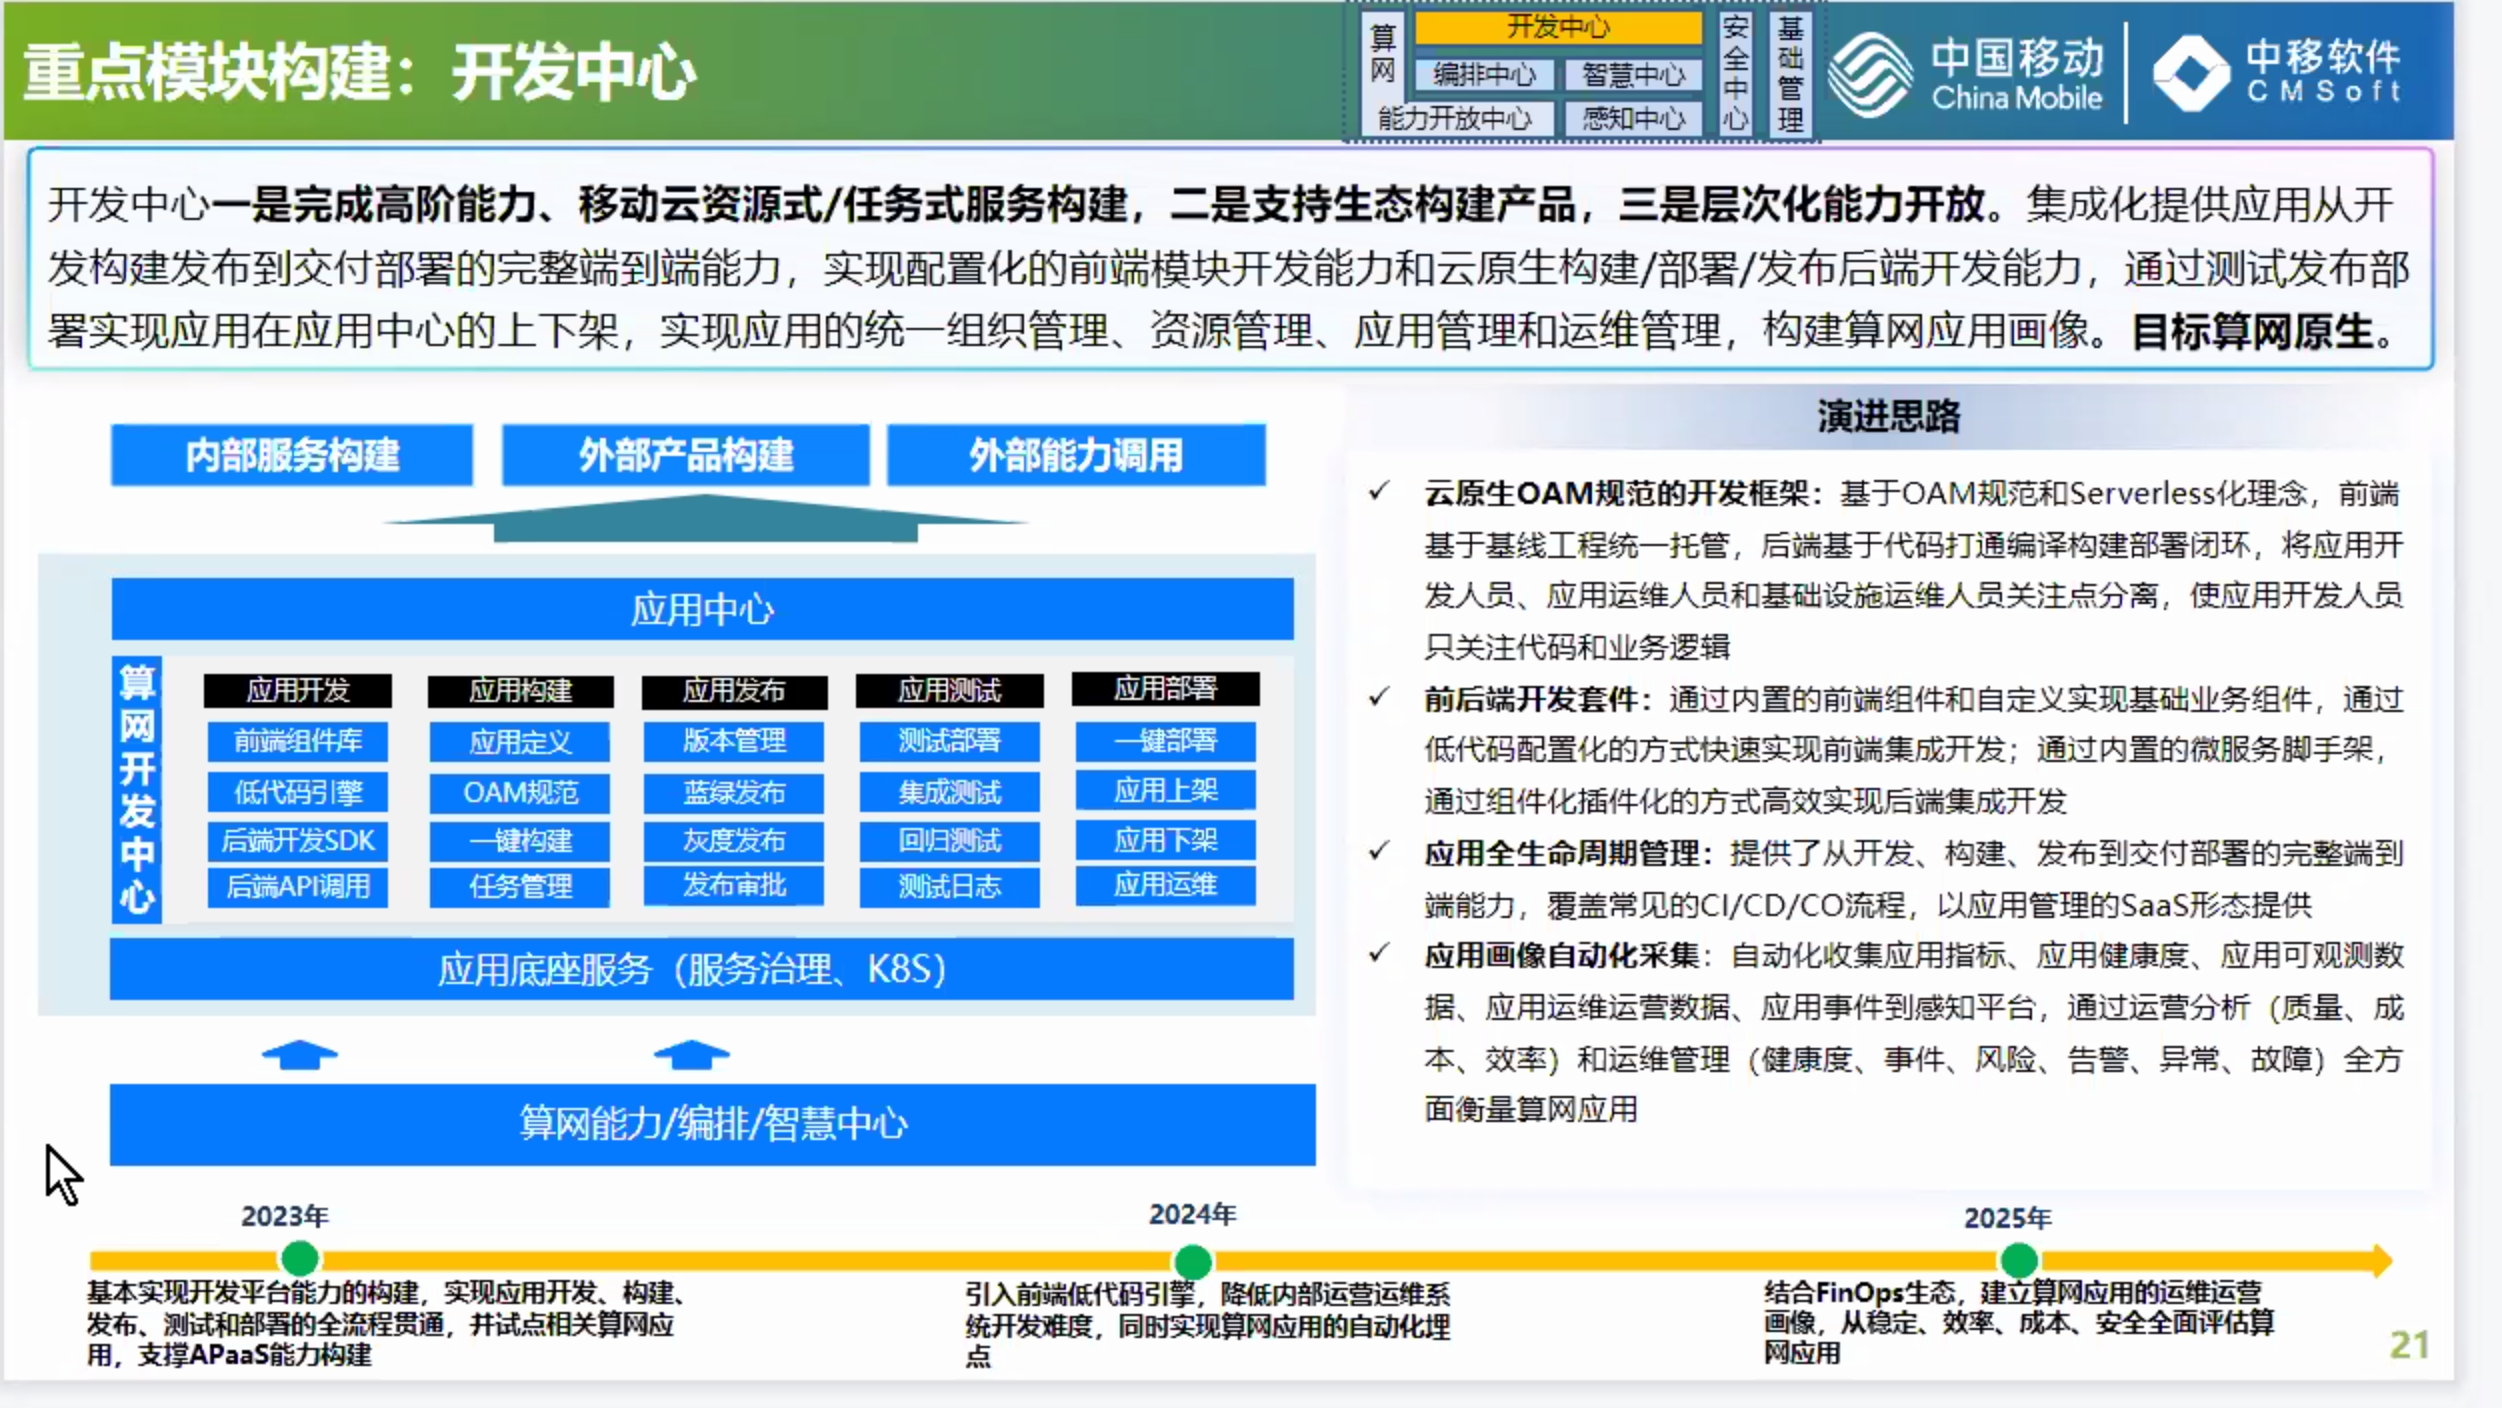 重点模块构建：开发中心
算网
开发中心
编排中心
智慧中心
能力开放中心
感知中心
安全中心
基础管理
中国移动
China Mobile
中移软件
CMSoft
开发中心一是完成高阶能力、移动云资源式/任务式服务构建，二是支持生态构建产品，三是层次化能力开放。集成化提供应用从开
发构建发布到交付部署的完整端到端能力，实现配置化的前端模块开发能力和云原生构建/部署/发布后端开发能力，通过测试发布部
署实现应用在应用中心的上下架，实现应用的统一组织管理、资源管理、应用管理和运维管理，构建算网应用画像。目标算网原生。
内部服务构建
外部产品构建
外部能力调用
应用中心
算网开发中心
应用开发
前端组件库
低代码引擎
后端开发SDK
后端API调用
应用构建
应用定义
OAM规范
一键构建
任务管理
应用发布
版本管理
蓝绿发布
灰度发布
发布审批
应用测试
测试部署
集成测试
回归测试
测试日志
应用部署
一键部署
应用上架
应用下架
应用运维
应用底座服务（服务治理、K8S）
算网能力/编排/智慧中心
演进思路
✓ 云原生OAM规范的开发框架：基于OAM规范和Serverless化理念，前端
基于基线工程统一托管，后端基于代码打通编译构建部署闭环，将应用开
发人员、应用运维人员和基础设施运维人员关注点分离，使应用开发人员
只关注代码和业务逻辑
✓ 前后端开发套件：通过内置的前端组件和自定义实现基础业务组件，通过
低代码配置化的方式快速实现前端集成开发；通过内置的微服务脚手架，
通过组件化插件化的方式高效实现后端集成开发
✓ 应用全生命周期管理：提供了从开发、构建、发布到交付部署的完整端到
端能力，覆盖常见的CI/CD/CO流程，以应用管理的SaaS形态提供
✓ 应用画像自动化采集：自动化收集应用指标、应用健康度、应用可观测数
据、应用运维运营数据、应用事件到感知平台，通过运营分析（质量、成
本、效率）和运维管理（健康度、事件、风险、告警、异常、故障）全方
面衡量算网应用
2023年
基本实现开发平台能力的构建，实现应用开发、构建、
发布、测试和部署的全流程贯通，并试点相关算网应
用，支撑APaaS能力构建
2024年
引入前端低代码引擎，降低内部运营运维系
统开发难度，同时实现算网应用的自动化埋
点
2025年
结合FinOps生态，建立算网应用的运维运营
画像，从稳定、效率、成本、安全全面评估算
网应用
21